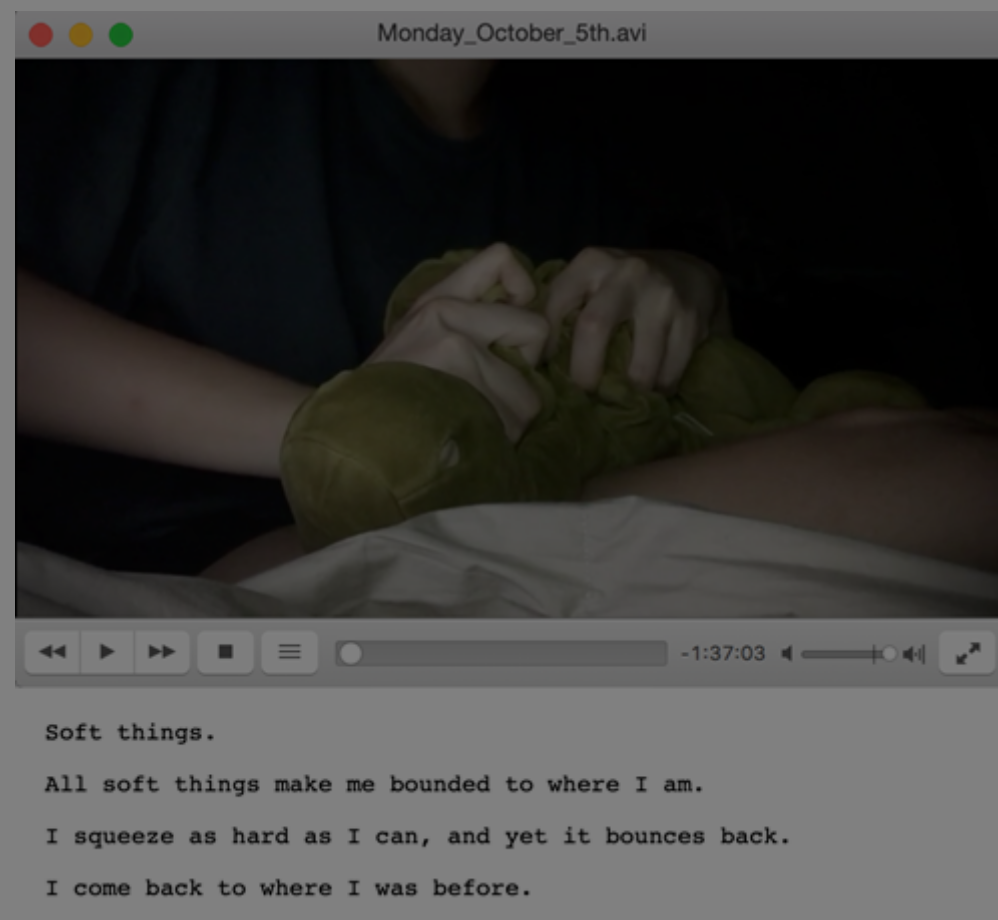 Monday_October_5th.avi
-1:37:03
Soft things.
All soft things make me bounded to where I am.
I squeeze as hard as I can, and yet it bounces back.
I come back to where I was before.